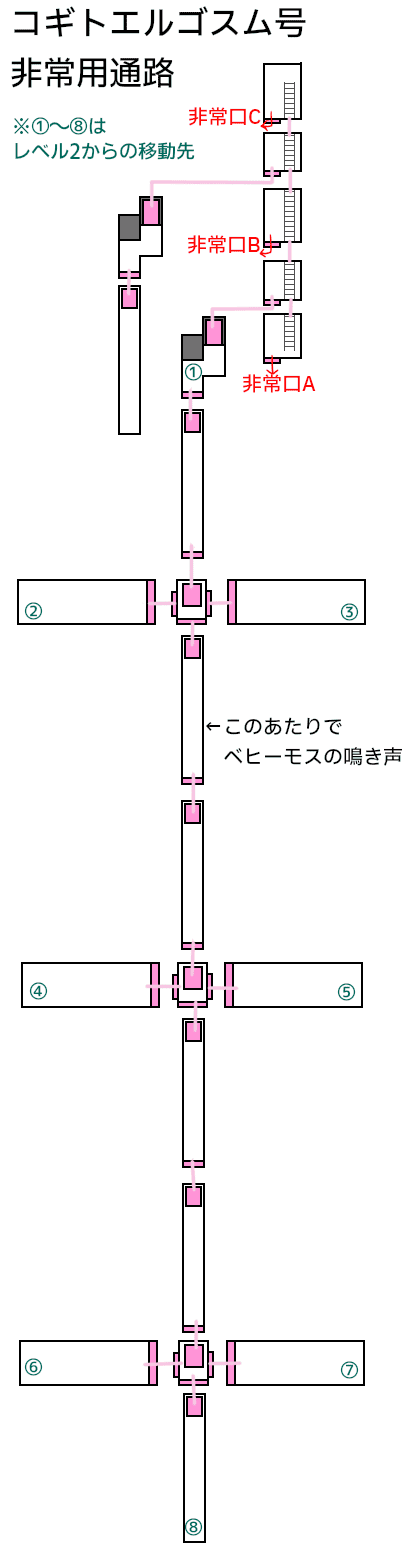 コギトエルゴスム号
非常用通路
※①～⑧は
レベル2からの移動先
非常口C
非常口B
非常口A
①
②
③
←このあたりで
ベヒーモスの鳴き声
④
⑤
⑥
⑦
⑧